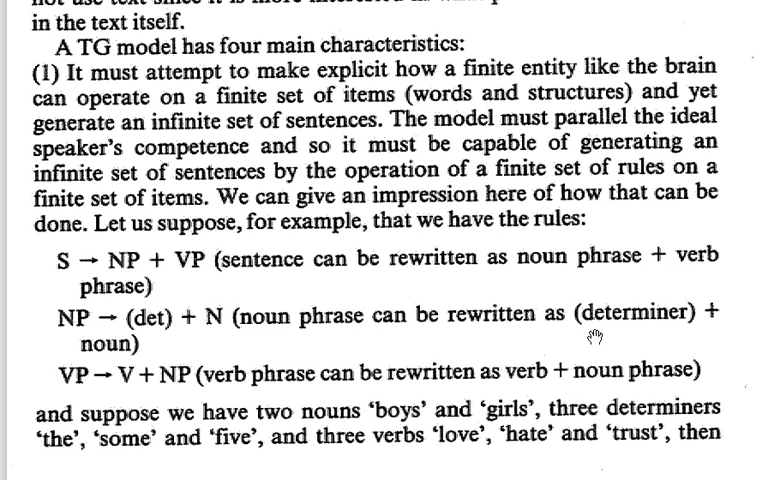 in the text itself.
A TG model has four main characteristics:
(1) It must attempt to make explicit how a finite entity like the brain
can operate on a finite set of items (words and structures) and yet
generate an infinite set of sentences. The model must parallel the ideal
speaker's competence and so it must be capable of generating an
infinite set of sentences by the operation of a finite set of rules on a
finite set of items. We can give an impression here of how that can be
done. Let us suppose, for example, that we have the rules:
S → NP + VP (sentence can be rewritten as noun phrase + verb
phrase)
NP → (det) + N (noun phrase can be rewritten as (determiner) +
noun)
VP → V + NP (verb phrase can be rewritten as verb + noun phrase)
and suppose we have two nouns 'boys' and 'girls', three determiners
'the', 'some' and 'five', and three verbs 'love', 'hate' and 'trust', then